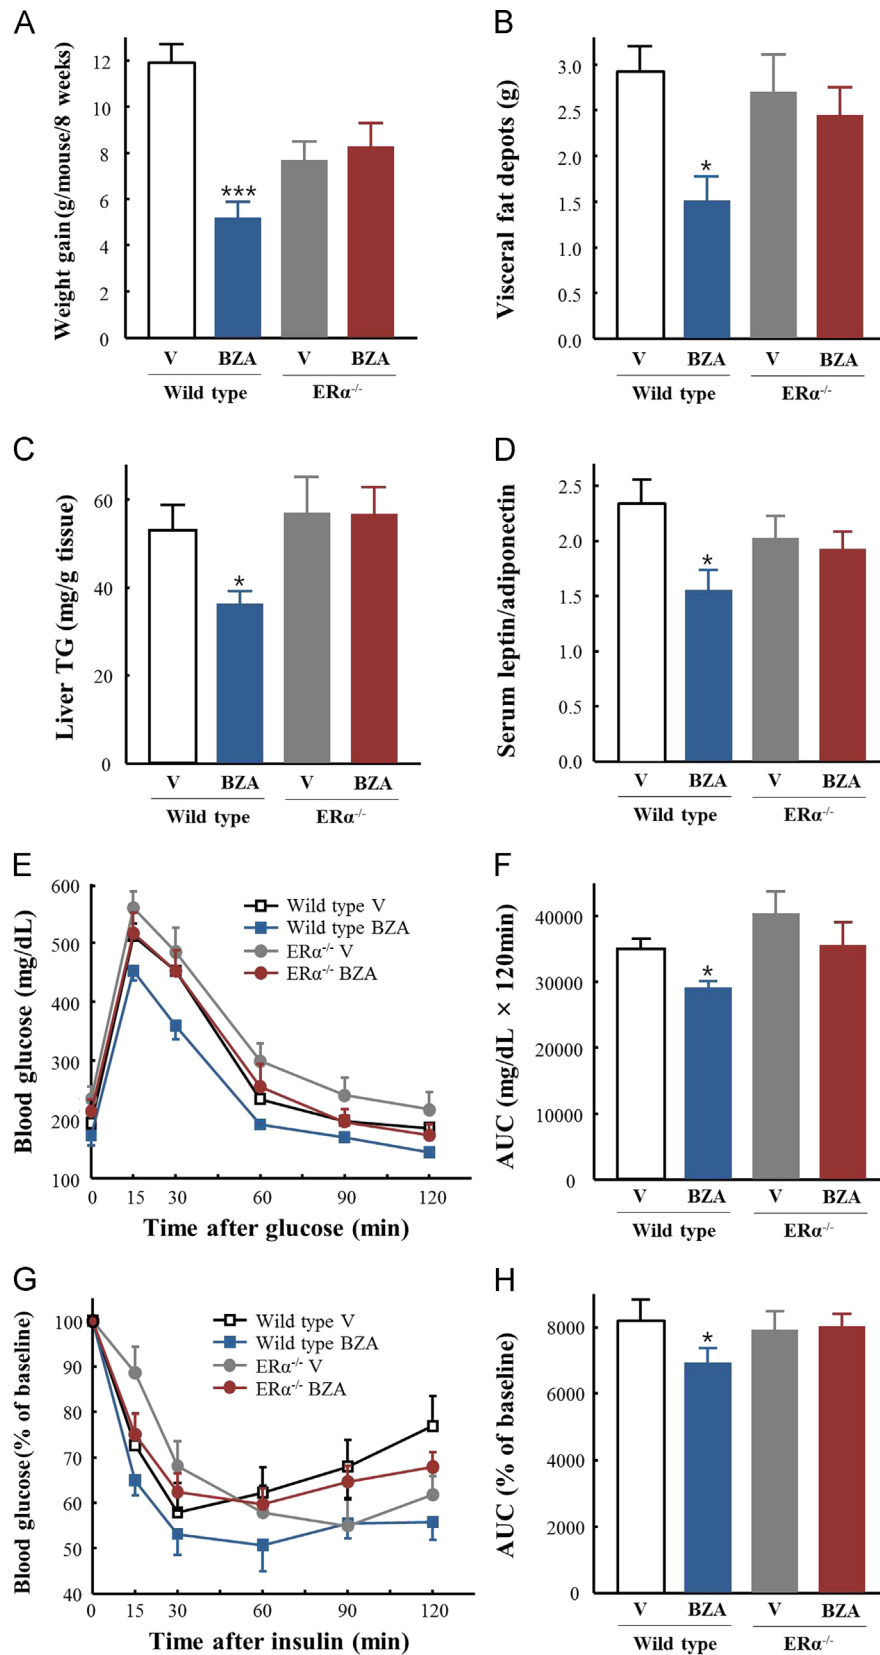 A
Weight gain (g/mouse/8 weeks)
12
10
8
6
4
2
0
***
V BZA V BZA
Wild type ERα-/-
B
Visceral fat depots (g)
3.0
2.5
2.0
1.5
1.0
0.5
0.0
*
V BZA V BZA
Wild type ERα-/-
C
Liver TG (mg/g tissue)
60
40
20
0
*
V BZA V BZA
Wild type ERα-/-
D
Serum leptin/adiponectin
2.5
2.0
1.5
1.0
0.0
*
V BZA V BZA
Wild type ERα-/-
E
Blood glucose (mg/dL)
600
500
400
300
200
100
Wild type V
Wild type BZA
ERα-/- V
ERα-/- BZA
0 15 30 60 90 120
Time after glucose (min)
F
AUC (mg/dL × 120min)
40000
30000
20000
10000
0
*
V BZA V BZA
Wild type ERα-/-
G
Blood glucose(% of baseline)
100
90
80
70
60
50
40
Wild type V
Wild type BZA
ERα-/- V
ERα-/- BZA
0 15 30 60 90 120
Time after insulin (min)
H
AUC (% of baseline)
8000
6000
4000
2000
0
*
V BZA V BZA
Wild type ERα-/-